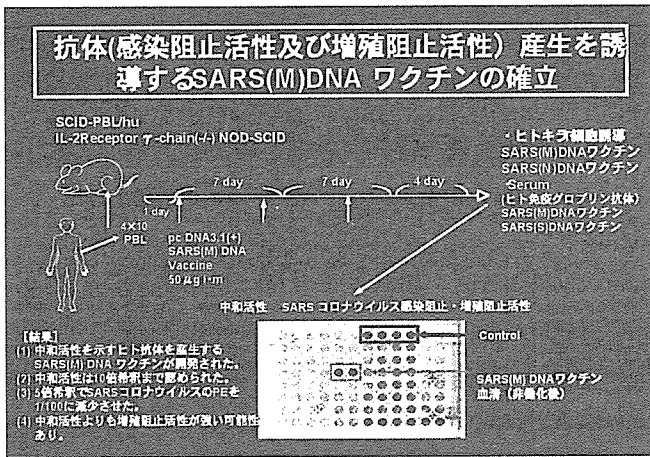 抗体(感染阻止活性及び増殖阻止活性）産生を誘
導するSARS(M)DNA ワクチンの確立
SCID-PBL/hu
IL-2Receptor γ-chain(-/-) NOD-SCID
1 day
7 day
7 day
4 day
4×10
PBL
pc DNA3.1(+)
SARS(M) DNA
Vaccine
50μg i・m
・ヒトキラー細胞誘導
SARS(M)DNAワクチン
SARS(N)DNAワクチン
・Serum
(ヒト免疫グロブリン抗体)
SARS(M)DNAワクチン
SARS(S)DNAワクチン
中和活性 SARS コロナウイルス感染阻止・増殖阻止活性
Control
SARS(M) DNAワクチン
血清（非働化後）
[結果]
(1) 中和活性を示すヒト抗体を産生する
SARS(M) DNA ワクチンが開発された。
(2) 中和活性は10倍希釈まで認められた。
(3) 5倍希釈でSARSコロナウイルスのPEを
1/100に減少させた。
(4) 中和活性よりも増殖阻止活性が強い可能性
あり。